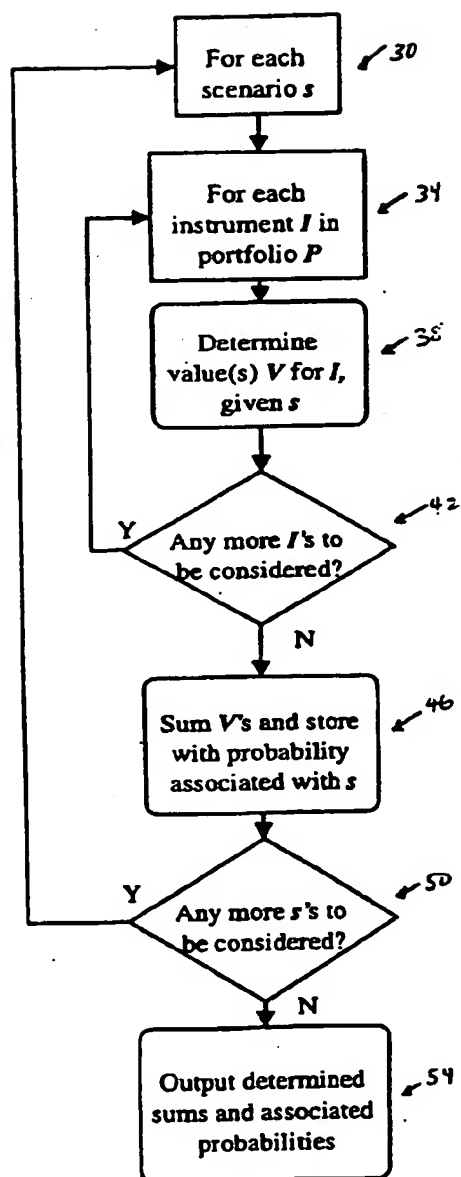 For each
scenario s
30
For each
instrument I in
portfolio P
34
Determine
value(s) V for I,
given s
38
Y
Any more I's to
be considered?
42
N
Sum V's and store
with probability
associated with s
46
Y
Any more s's to
be considered?
50
N
Output determined
sums and associated
probabilities
54